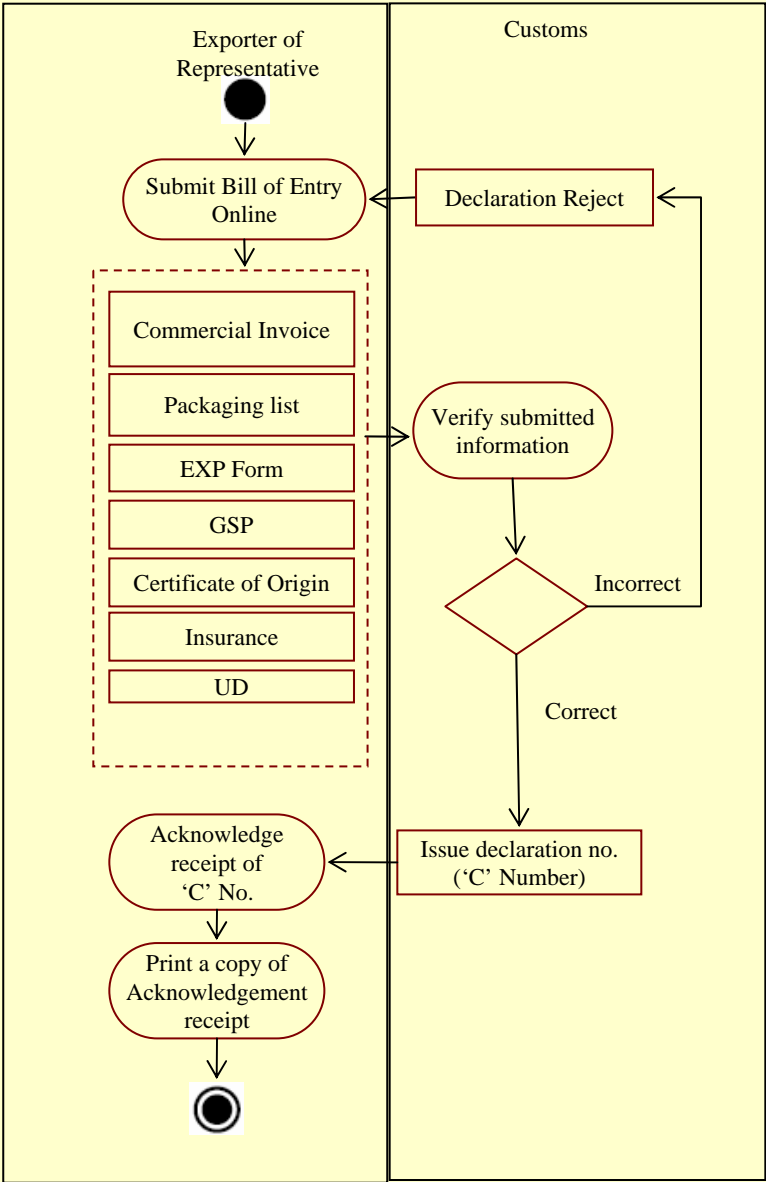 Exporter of
Representative
Customs
Submit Bill of Entry
Online
Declaration Reject
Commercial Invoice
Packaging list
EXP Form
GSP
Certificate of Origin
Insurance
UD
Verify submitted
information
Incorrect
Correct
Issue declaration no.
(‘C’ Number)
Acknowledge
receipt of
‘C’ No.
Print a copy of
Acknowledgement
receipt